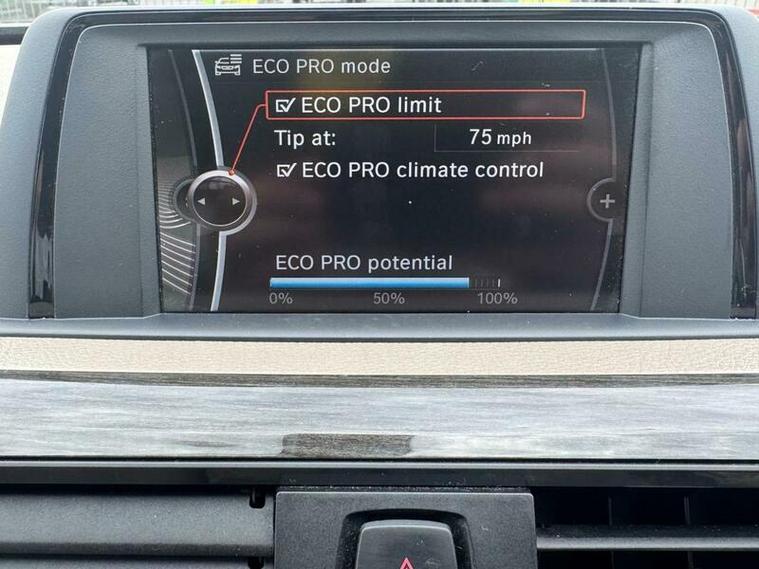 ECO PRO mode
ECO PRO limit
Tip at: 75 mph
ECO PRO climate control
ECO PRO potential
0% 50% 100%